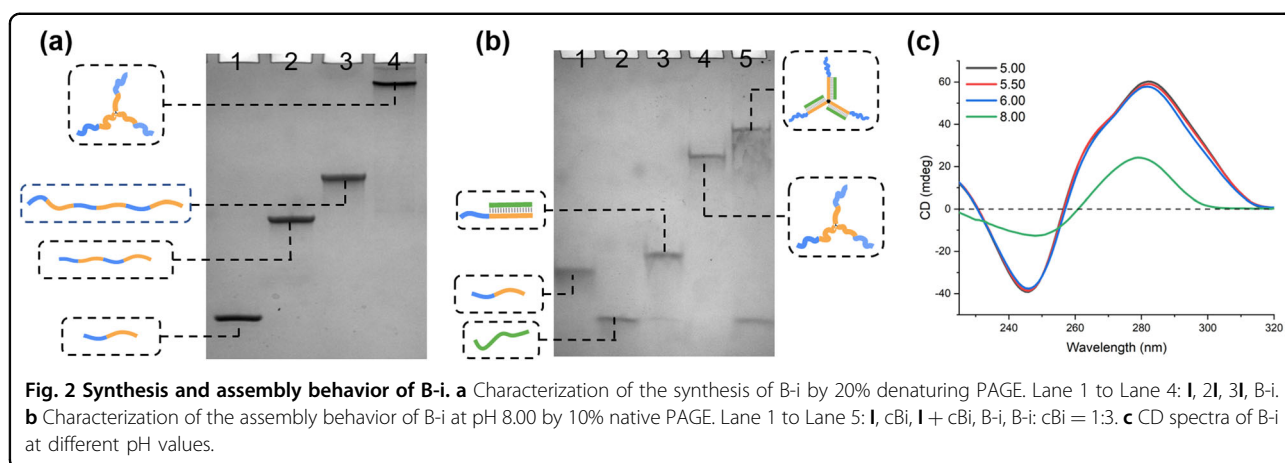 (a)
1 2 3 4
(b)
1 2 3 4 5
(c)
5.00
5.50
6.00
8.00
CD (mdeg)
60
40
20
0
-20
-40
240 260 280 300 320
Wavelength (nm)
Fig. 2 Synthesis and assembly behavior of B-i. a Characterization of the synthesis of B-i by 20% denaturing PAGE. Lane 1 to Lane 4: I, 2I, 3I, B-i.
b Characterization of the assembly behavior of B-i at pH 8.00 by 10% native PAGE. Lane 1 to Lane 5: I, cBi, I + cBi, B-i, B-i: cBi = 1:3. c CD spectra of B-i
at different pH values.